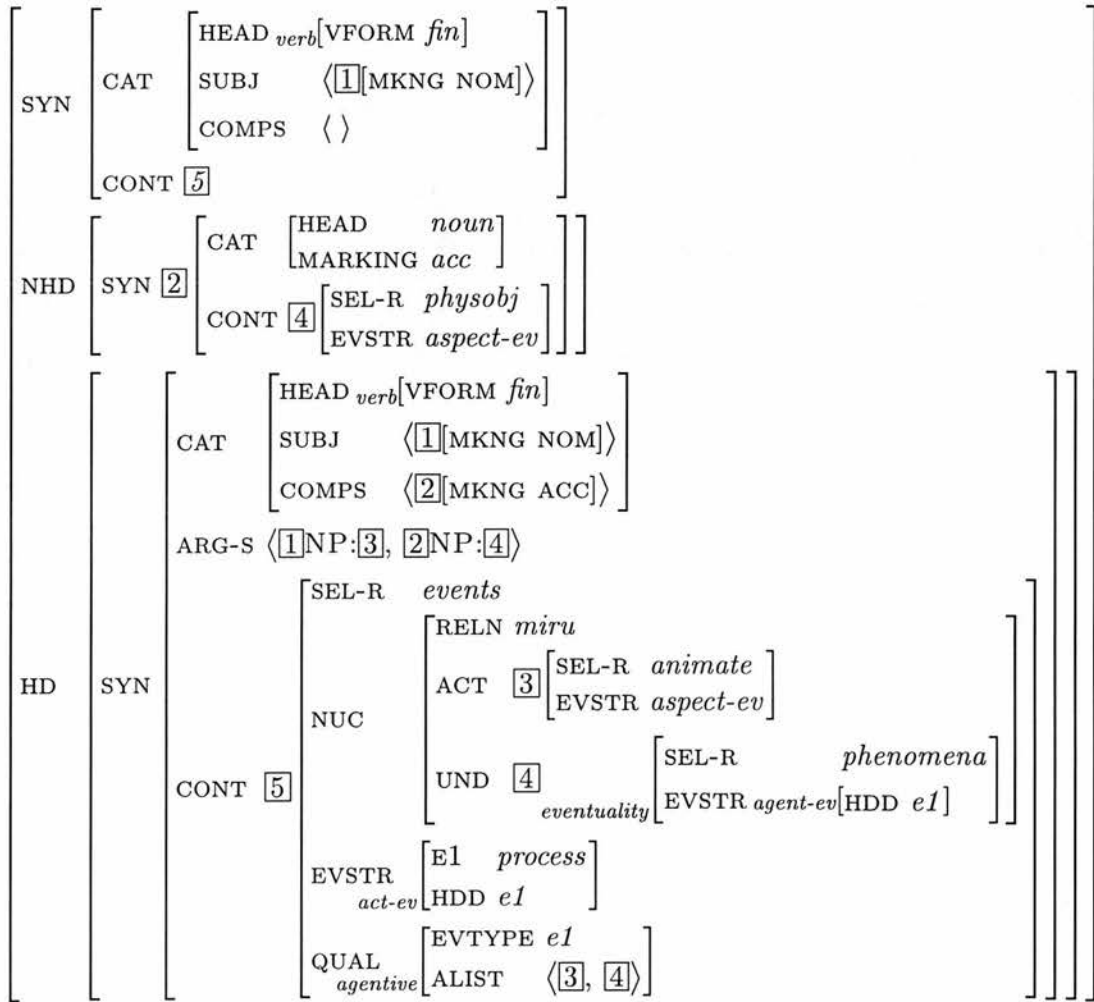 HEAD verb[VFORM fin]
CAT SUBJ ⟨[1][MKNG NOM]⟩
SYN COMPS ⟨ ⟩
CONT [5]
CAT HEAD noun
MARKING acc
NHD SYN [2]
CONT [4] SEL-R physobj
EVSTR aspect-ev
HEAD verb[VFORM fin]
CAT SUBJ ⟨[1][MKNG NOM]⟩
COMPS ⟨[2][MKNG ACC]⟩
ARG-S ⟨[1]NP:[3], [2]NP:[4]⟩
SEL-R events
RELN miru
HD SYN ACT [3] SEL-R animate
EVSTR aspect-ev
NUC
CONT [5] UND [4] SEL-R phenomena
eventuality EVSTR agent-ev[HDD e1]
EVSTR E1 process
act-ev HDD e1
QUAL EVTYPE e1
agentive ALIST ⟨[3], [4]⟩